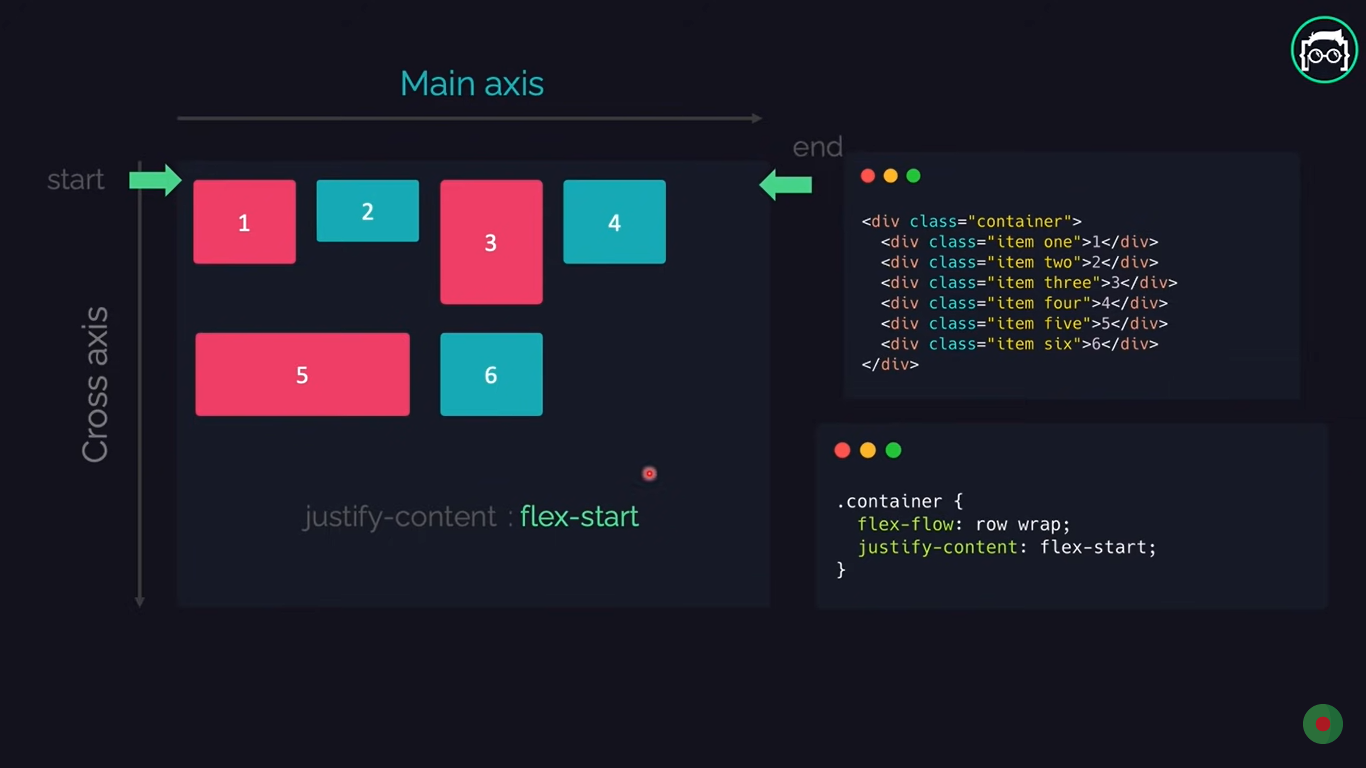 Main axis
start
end
Cross axis
1
2
3
4
5
6
justify-content : flex-start
<div class="container">
  <div class="item one">1</div>
  <div class="item two">2</div>
  <div class="item three">3</div>
  <div class="item four">4</div>
  <div class="item five">5</div>
  <div class="item six">6</div>
</div>
.container {
  flex-flow: row wrap;
  justify-content: flex-start;
}